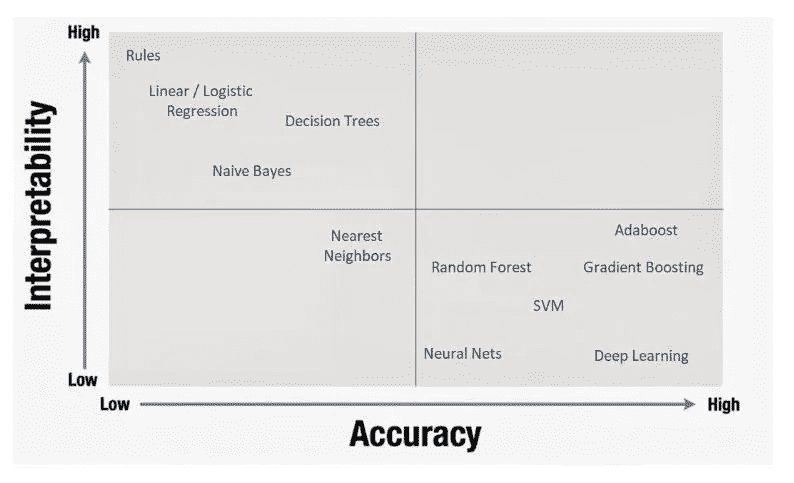 High
Rules
Linear / Logistic
Regression
Decision Trees
Naive Bayes
Interpretability
Nearest
Neighbors
Adaboost
Random Forest
Gradient Boosting
SVM
Neural Nets
Deep Learning
Low
Low
High
Accuracy